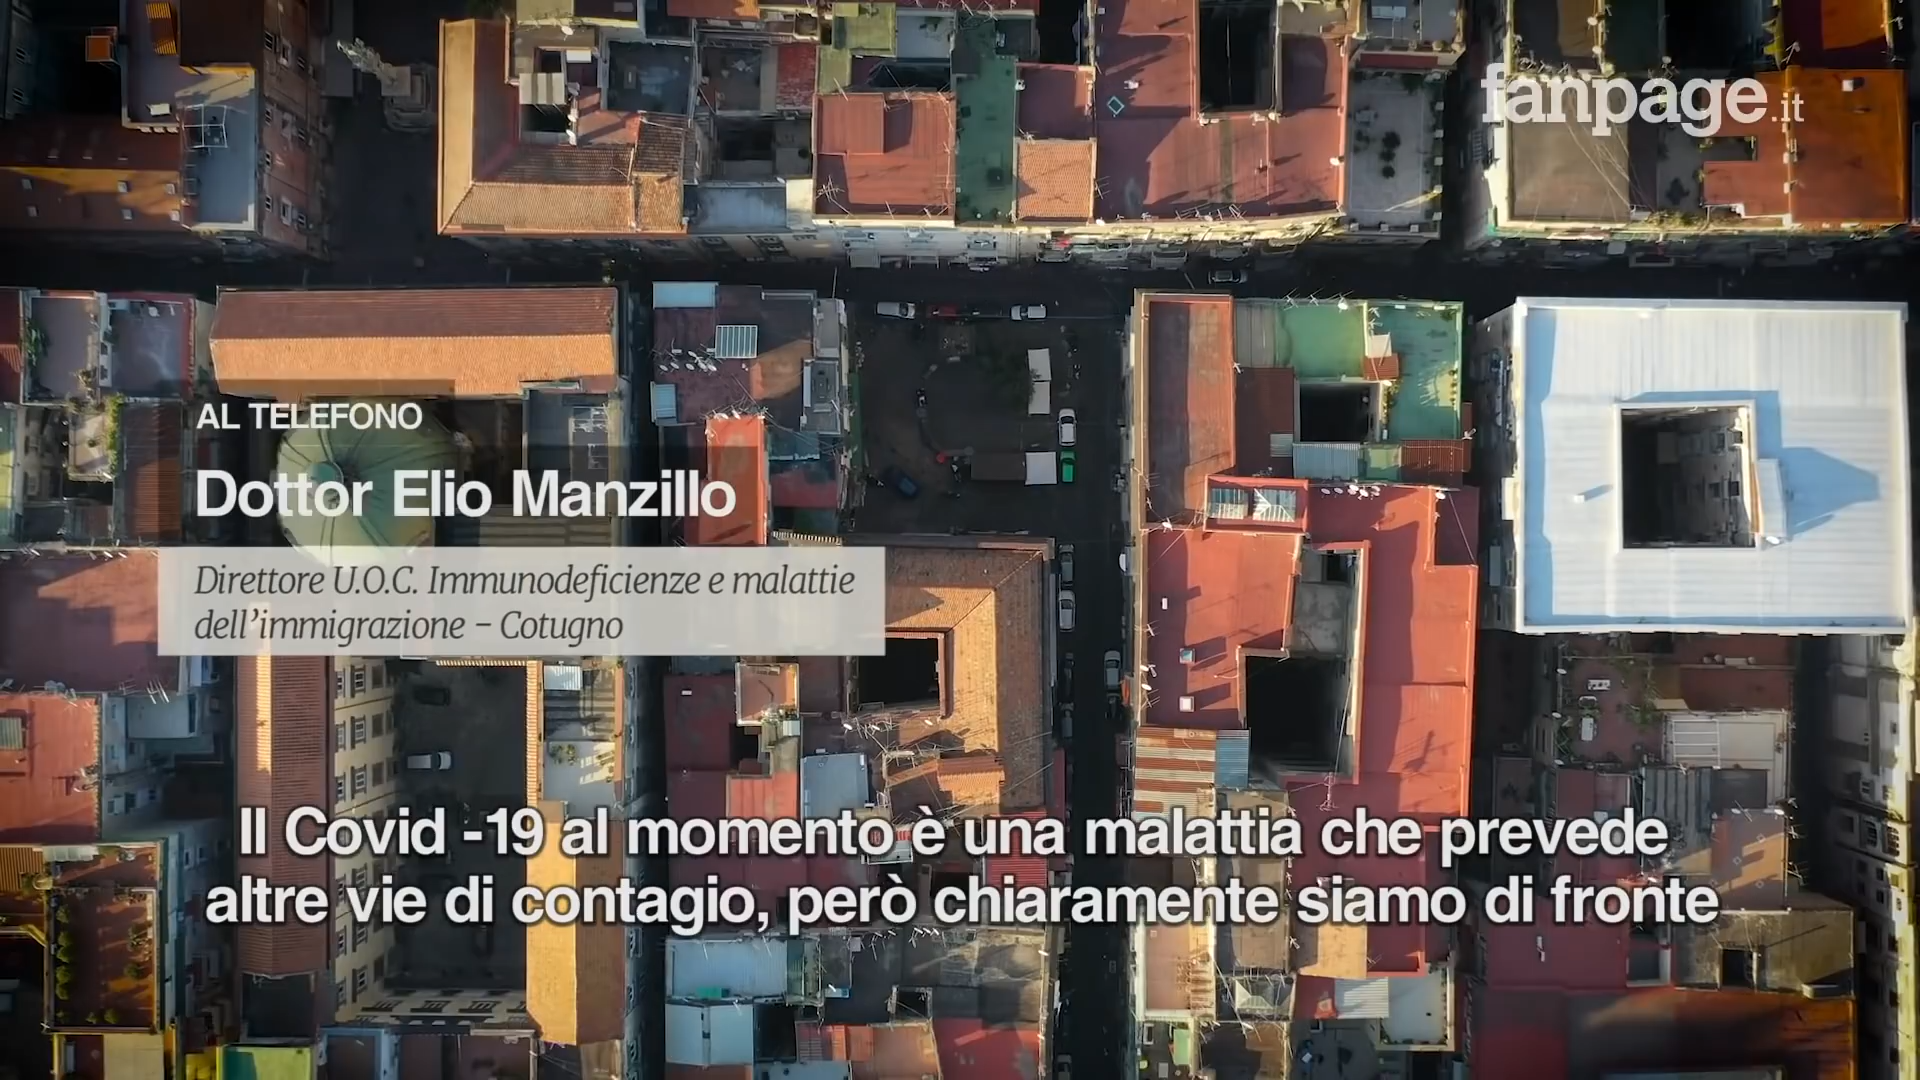 fanpage.it
AL TELEFONO
Dottor Elio Manzillo
Direttore U.O.C. Immunodeficienze e malattie
dell'immigrazione - Cotugno
Il Covid -19 al momento è una malattia che prevede
altre vie di contagio, però chiaramente siamo di fronte